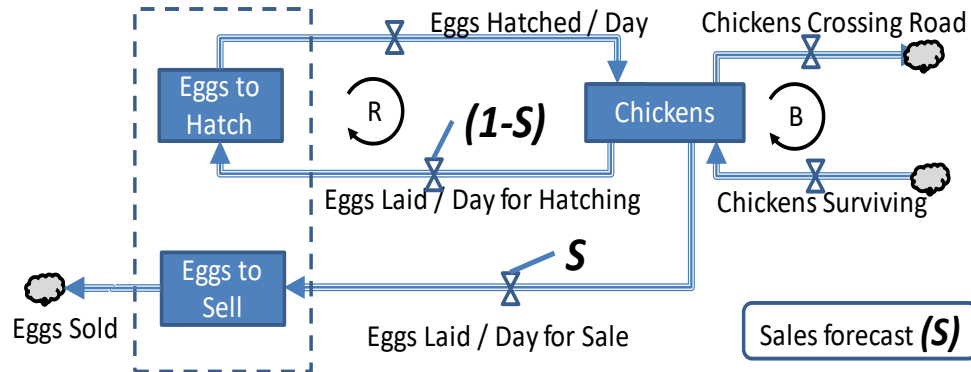 Eggs Hatched / Day
Chickens Crossing Road
Eggs to
Hatch
R
(1-S)
Chickens
B
Eggs Laid / Day for Hatching
Chickens Surviving
Eggs to
Sell
S
Eggs Sold
Eggs Laid / Day for Sale
Sales forecast (S)